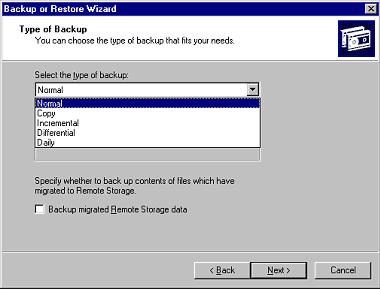 Backup or Restore Wizard
Type of Backup
You can choose the type of backup that fits your needs.
Select the type of backup:
Normal
Normal
Copy
Incremental
Differential
Daily
Specify whether to back up contents of files which have
migrated to Remote Storage.
Backup migrated Remote Storage data
< Back
Next >
Cancel